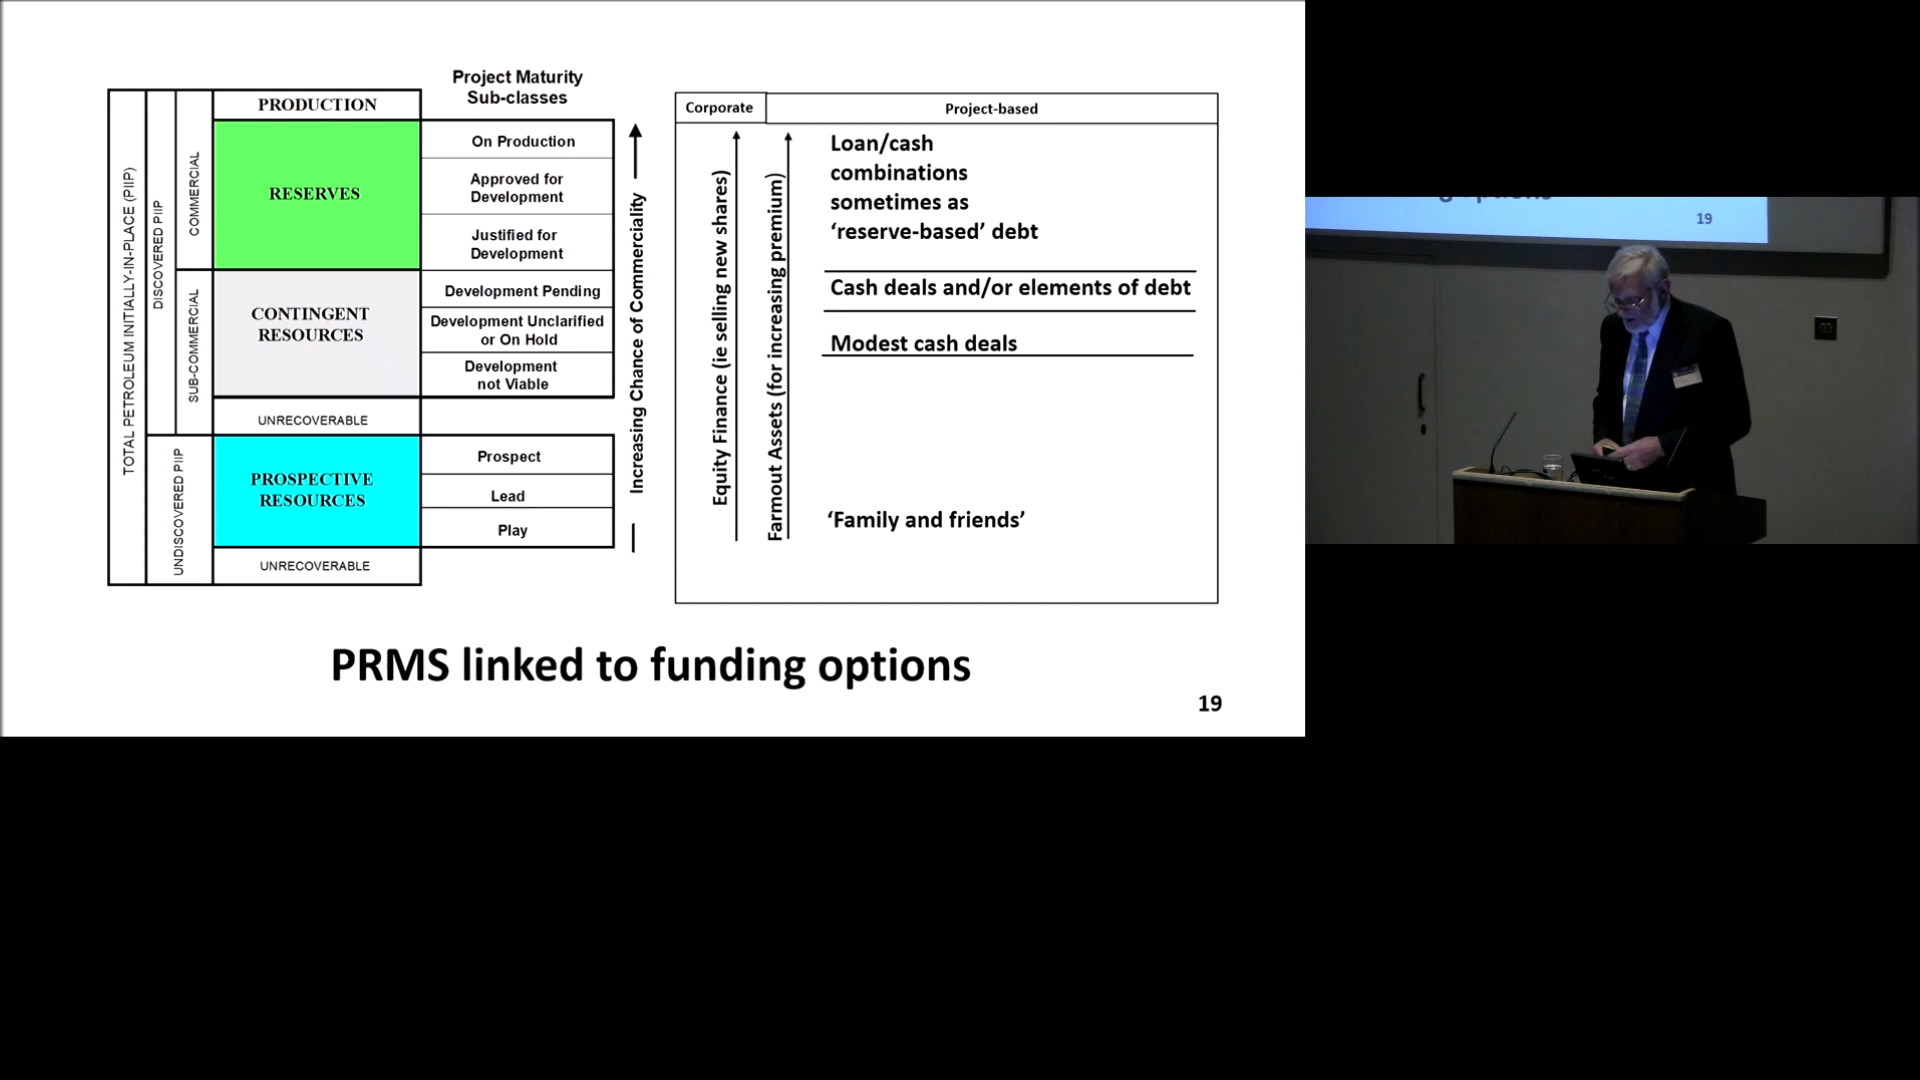 Project Maturity
Sub-classes
TOTAL PETROLEUM INITIALLY-IN-PLACE (PIIP)
DISCOVERED PIIP
UNDISCOVERED PIIP
COMMERCIAL
SUB-COMMERCIAL
PRODUCTION
RESERVES
On Production
Approved for
Development
Justified for
Development
CONTINGENT
RESOURCES
Development Pending
Development Unclarified
or On Hold
Development
not Viable
UNRECOVERABLE
PROSPECTIVE
RESOURCES
Prospect
Lead
Play
UNRECOVERABLE
Increasing Chance of Commerciality
Corporate
Project-based
Equity Finance (ie selling new shares)
Farmout Assets (for increasing premium)
Loan/cash
combinations
sometimes as
‘reserve-based’ debt
Cash deals and/or elements of debt
Modest cash deals
‘Family and friends’
PRMS linked to funding options
19
19